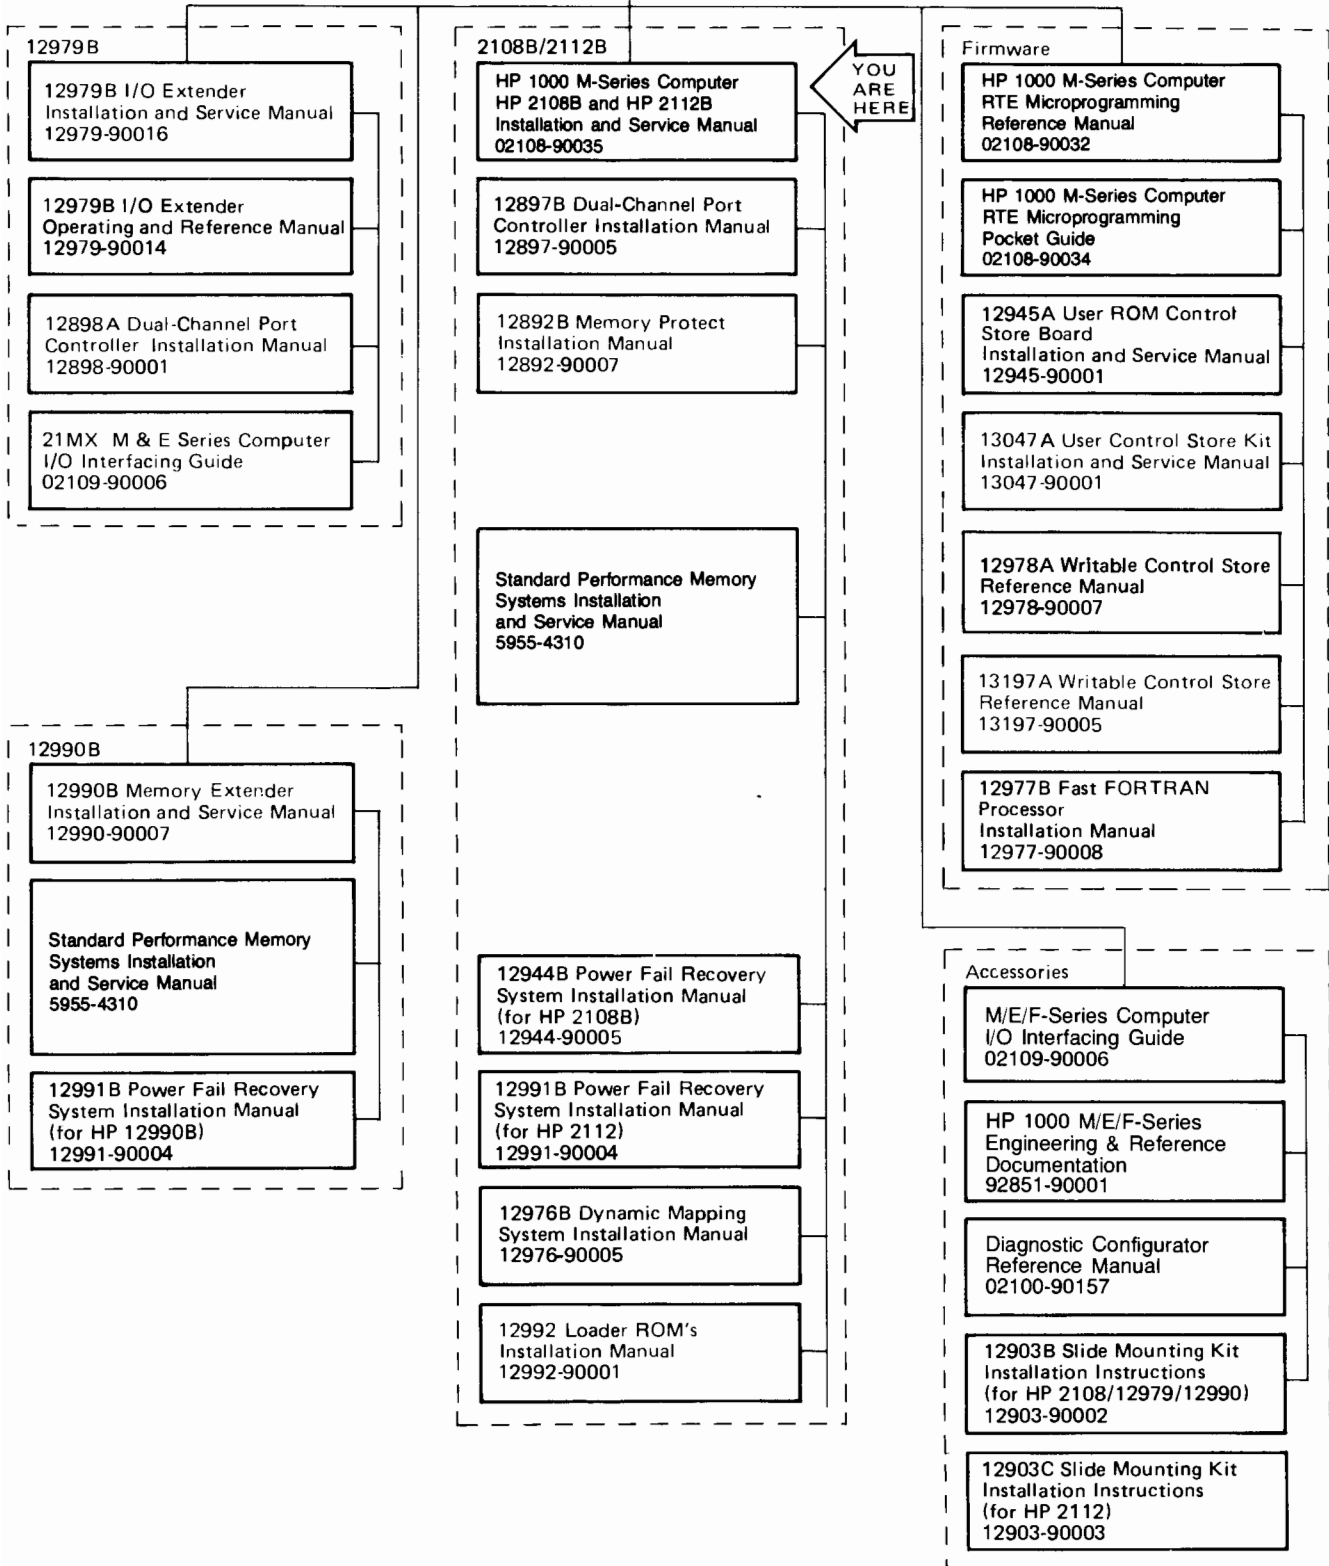 12979B
12979B I/O Extender
Installation and Service Manual
12979-90016
12979B I/O Extender
Operating and Reference Manual
12979-90014
12898A Dual-Channel Port
Controller Installation Manual
12898-90001
21MX M & E Series Computer
I/O Interfacing Guide
02109-90006
12990B
12990B Memory Extender
Installation and Service Manual
12990-90007
Standard Performance Memory
Systems Installation
and Service Manual
5955-4310
12991B Power Fail Recovery
System Installation Manual
(for HP 12990B)
12991-90004
2108B/2112B
HP 1000 M-Series Computer
HP 2108B and HP 2112B
Installation and Service Manual
02108-90035
YOU
ARE
HERE
12897B Dual-Channel Port
Controller Installation Manual
12897-90005
12892B Memory Protect
Installation Manual
12892-90007
Standard Performance Memory
Systems Installation
and Service Manual
5955-4310
12944B Power Fail Recovery
System Installation Manual
(for HP 2108B)
12944-90005
12991B Power Fail Recovery
System Installation Manual
(for HP 2112)
12991-90004
12976B Dynamic Mapping
System Installation Manual
12976-90005
12992 Loader ROM's
Installation Manual
12992-90001
Firmware
HP 1000 M-Series Computer
RTE Microprogramming
Reference Manual
02108-90032
HP 1000 M-Series Computer
RTE Microprogramming
Pocket Guide
02108-90034
12945A User ROM Control
Store Board
Installation and Service Manual
12945-90001
13047A User Control Store Kit
Installation and Service Manual
13047-90001
12978A Writable Control Store
Reference Manual
12978-90007
13197A Writable Control Store
Reference Manual
13197-90005
12977B Fast FORTRAN
Processor
Installation Manual
12977-90008
Accessories
M/E/F-Series Computer
I/O Interfacing Guide
02109-90006
HP 1000 M/E/F-Series
Engineering & Reference
Documentation
92851-90001
Diagnostic Configurator
Reference Manual
02100-90157
12903B Slide Mounting Kit
Installation Instructions
(for HP 2108/12979/12990)
12903-90002
12903C Slide Mounting Kit
Installation Instructions
(for HP 2112)
12903-90003